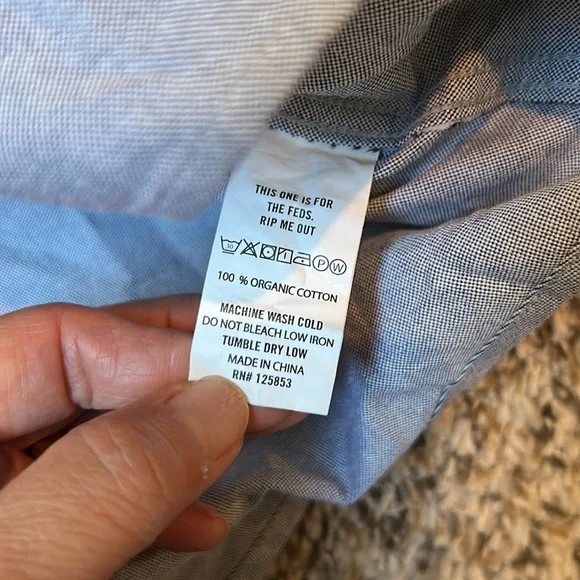 THIS ONE IS FOR
THE FEDS.
RIP ME OUT
30 P W
100 % ORGANIC COTTON
MACHINE WASH COLD
DO NOT BLEACH LOW IRON
TUMBLE DRY LOW
MADE IN CHINA
RN# 125853